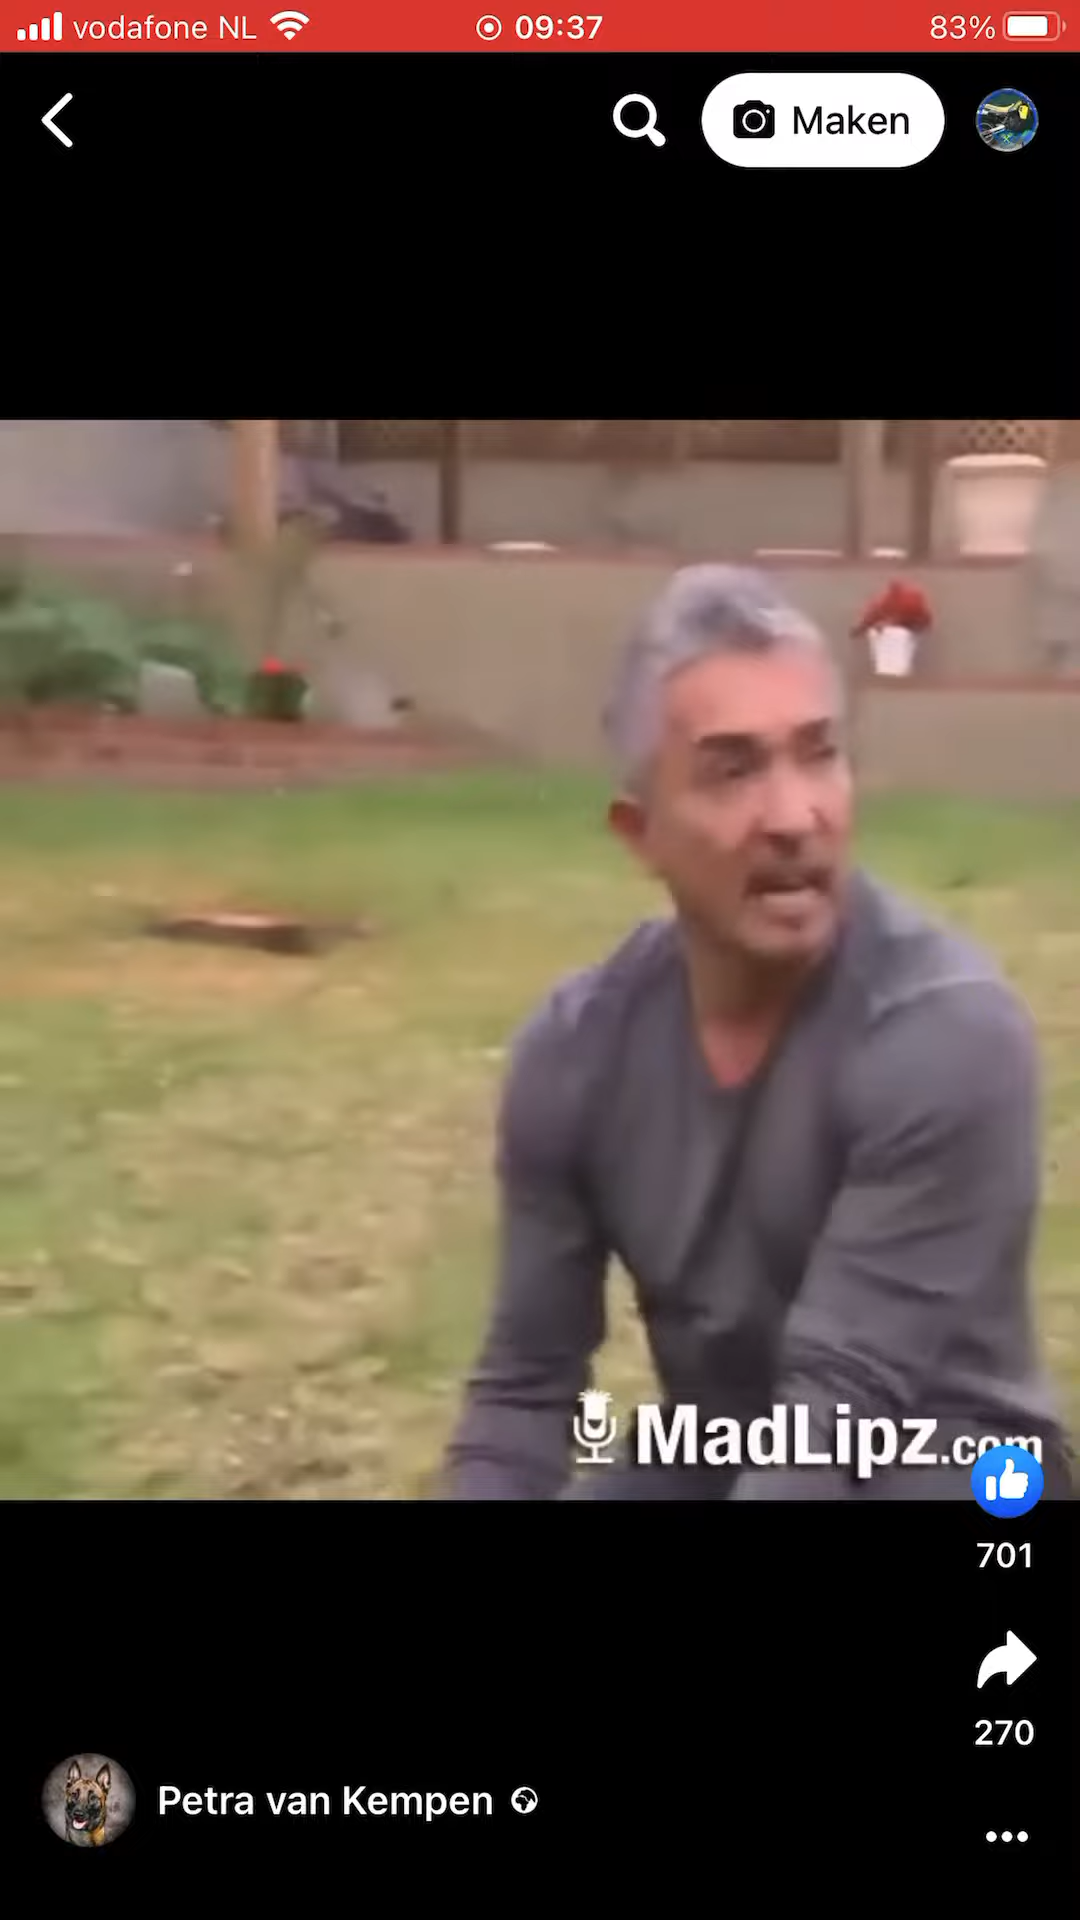 vodafone NL 09:37 83%
Maken
MadLipz.com
701
270
Petra van Kempen